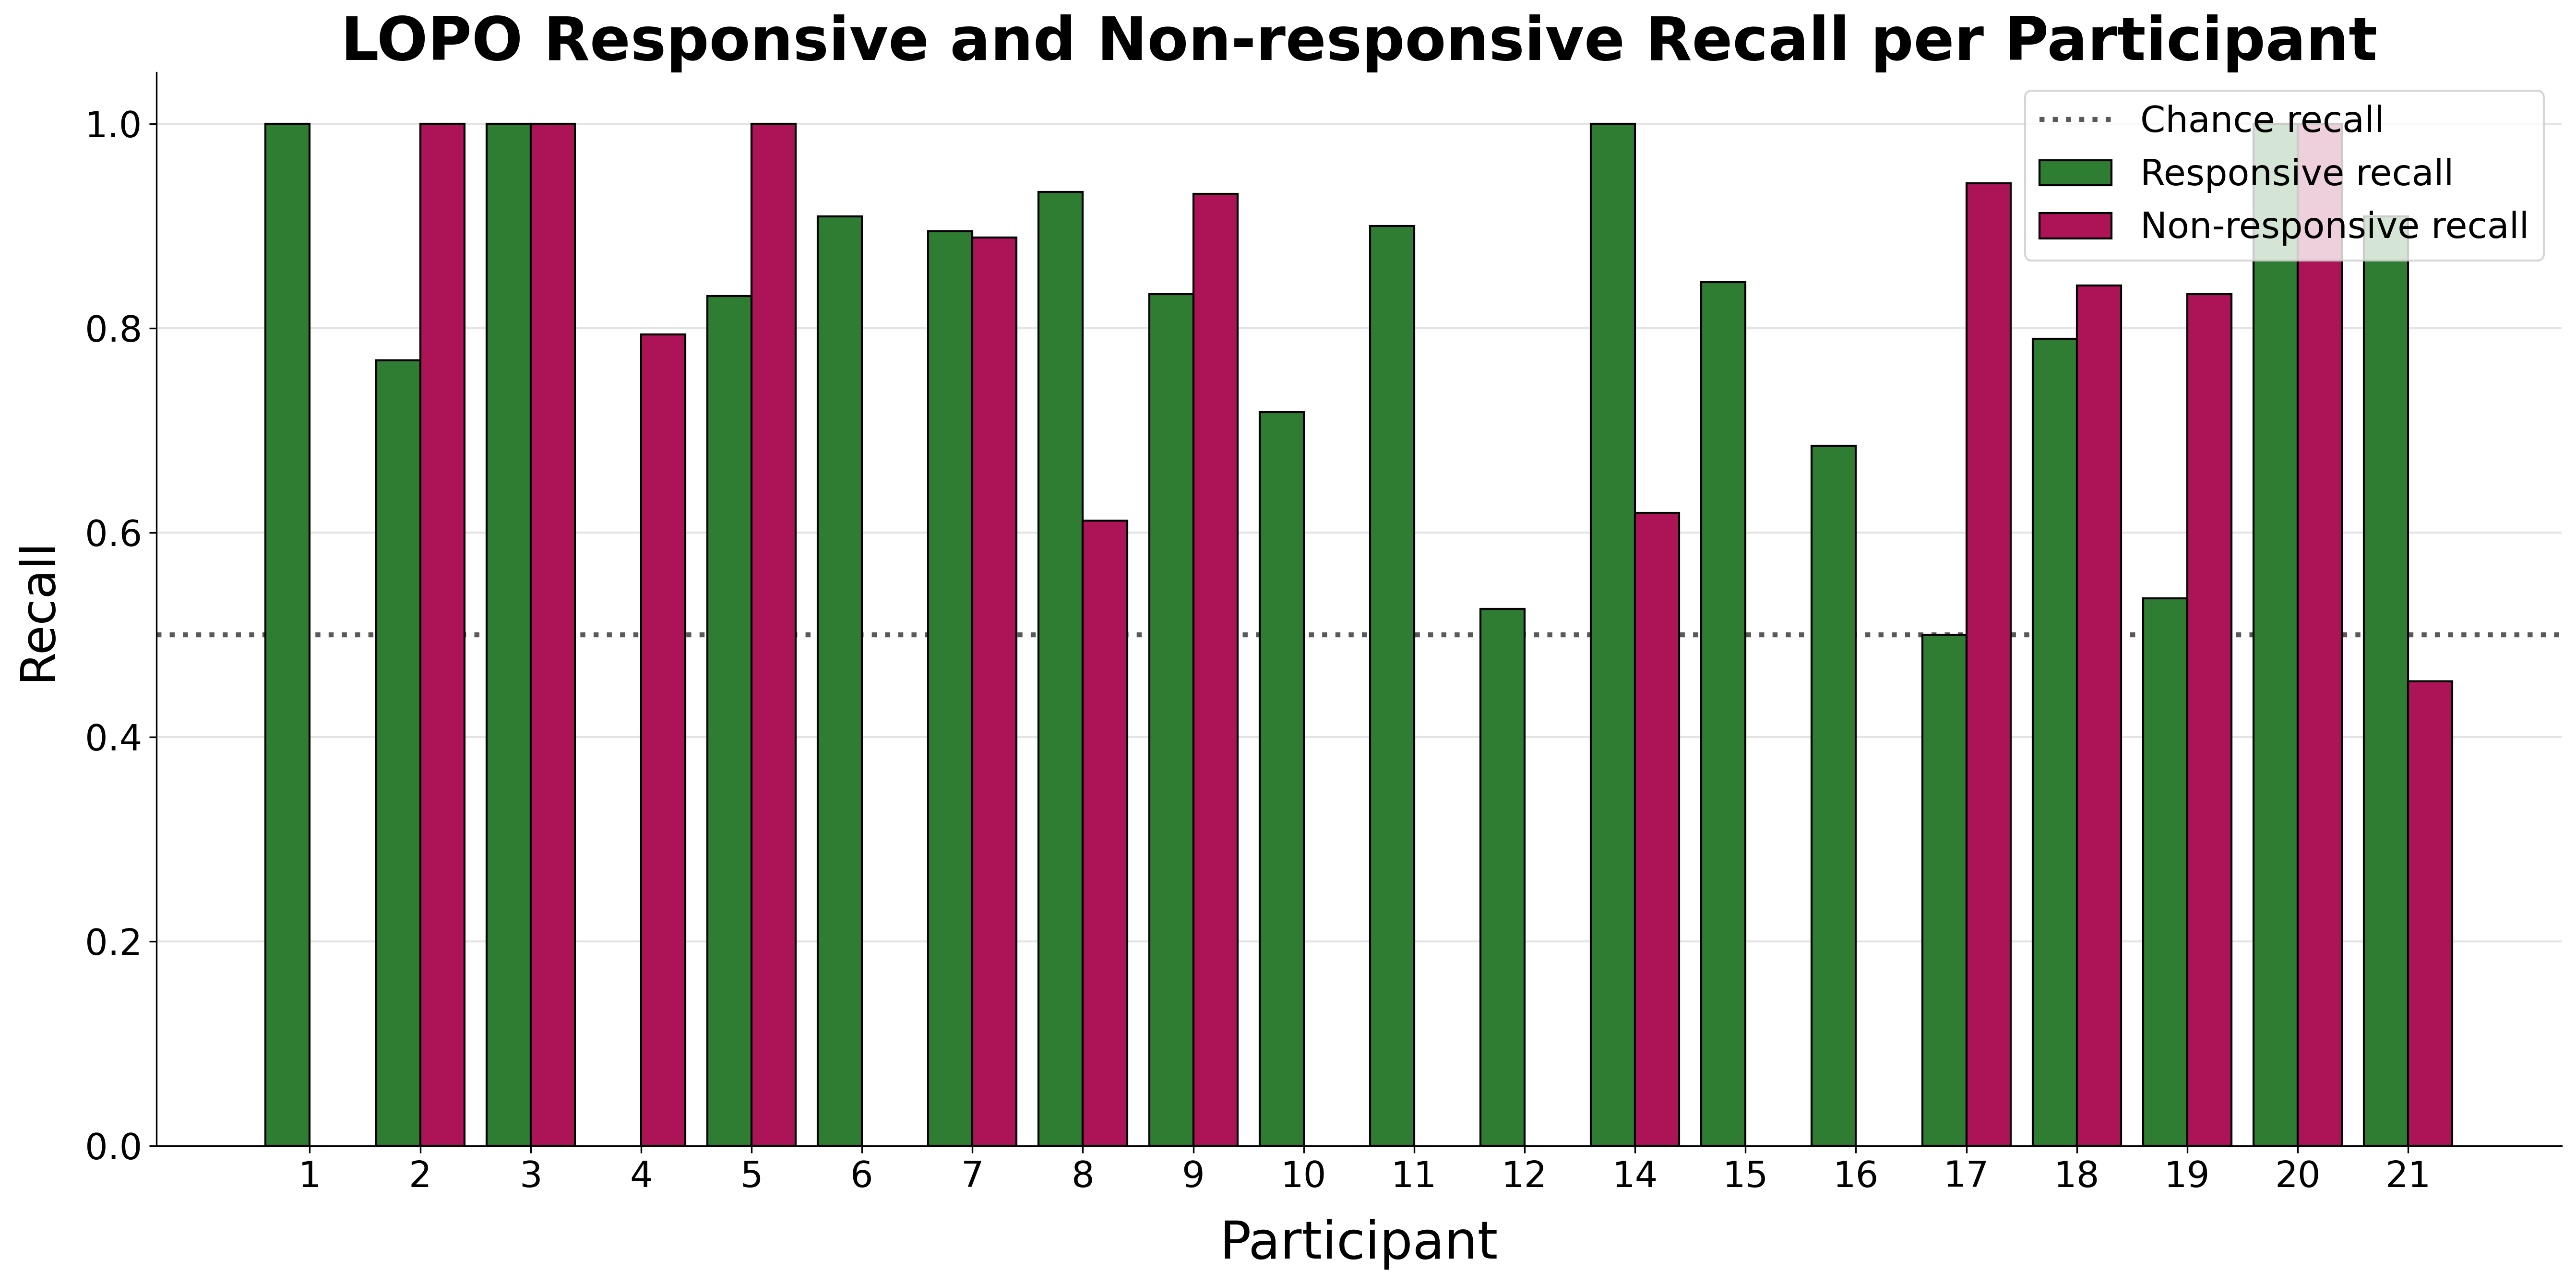 LOPO Responsive and Non-responsive Recall per Participant
Chance recall
Responsive recall
Non-responsive recall
1.0
0.8
0.6
0.4
0.2
0.0
Recall
1 2 3 4 5 6 7 8 9 10 11 12 14 15 16 17 18 19 20 21
Participant